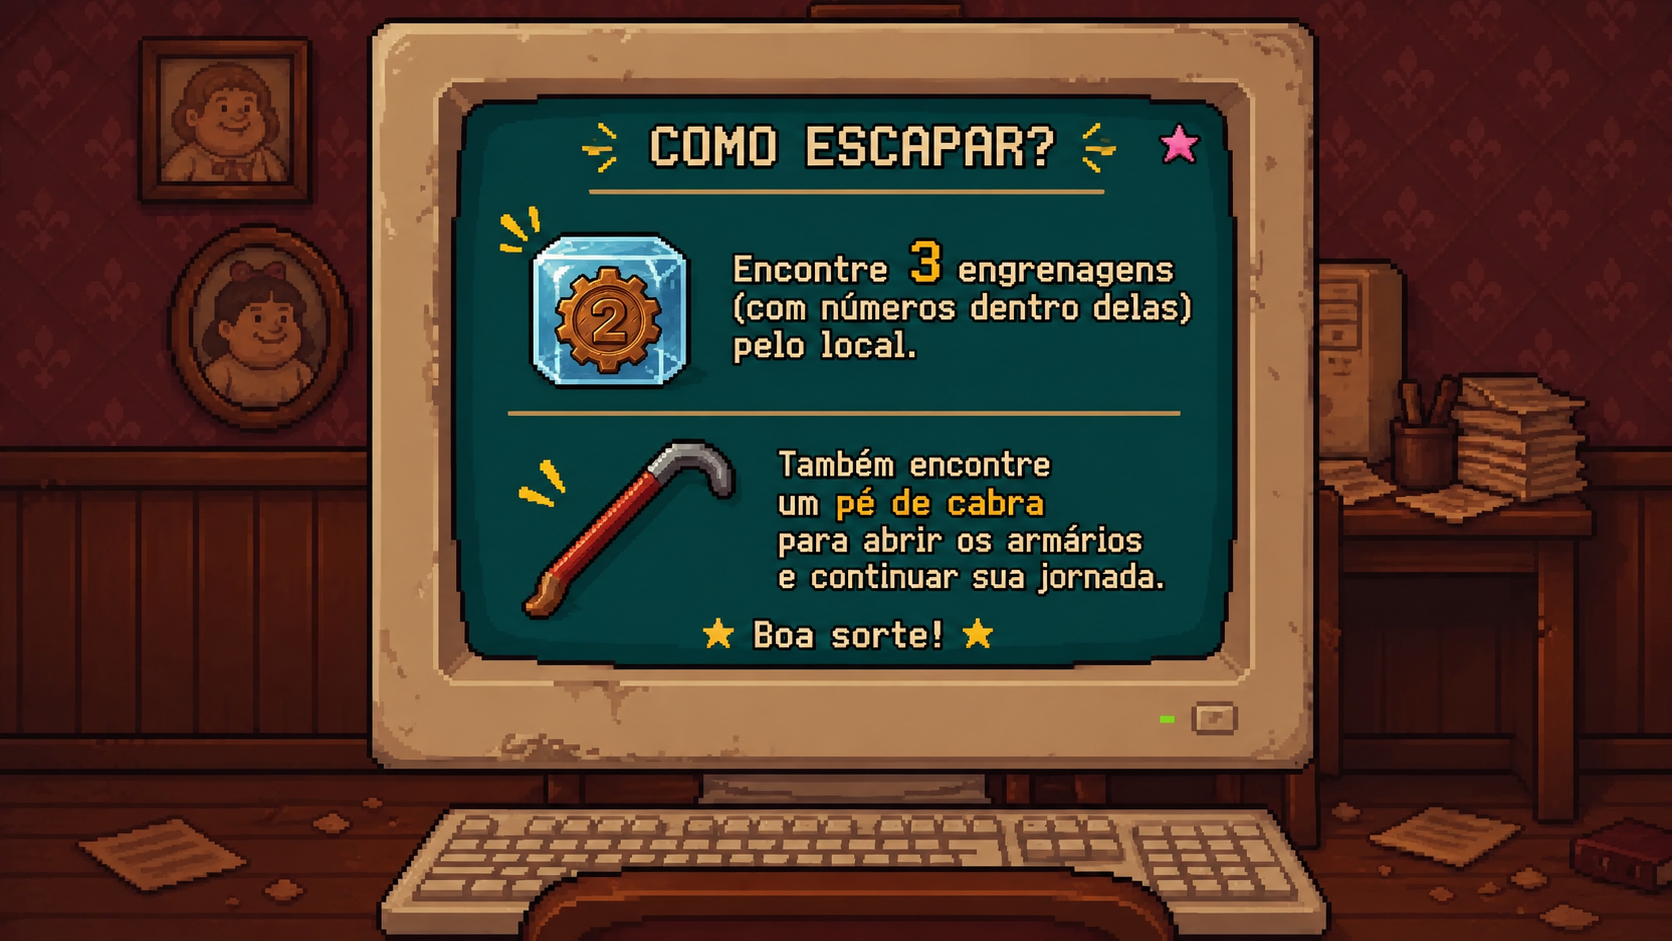 COMO ESCAPAR?
2
Encontre 3 engrenagens
(com números dentro delas)
pelo local.
Também encontre
um pé de cabra
para abrir os armários
e continuar sua jornada.
Boa sorte!